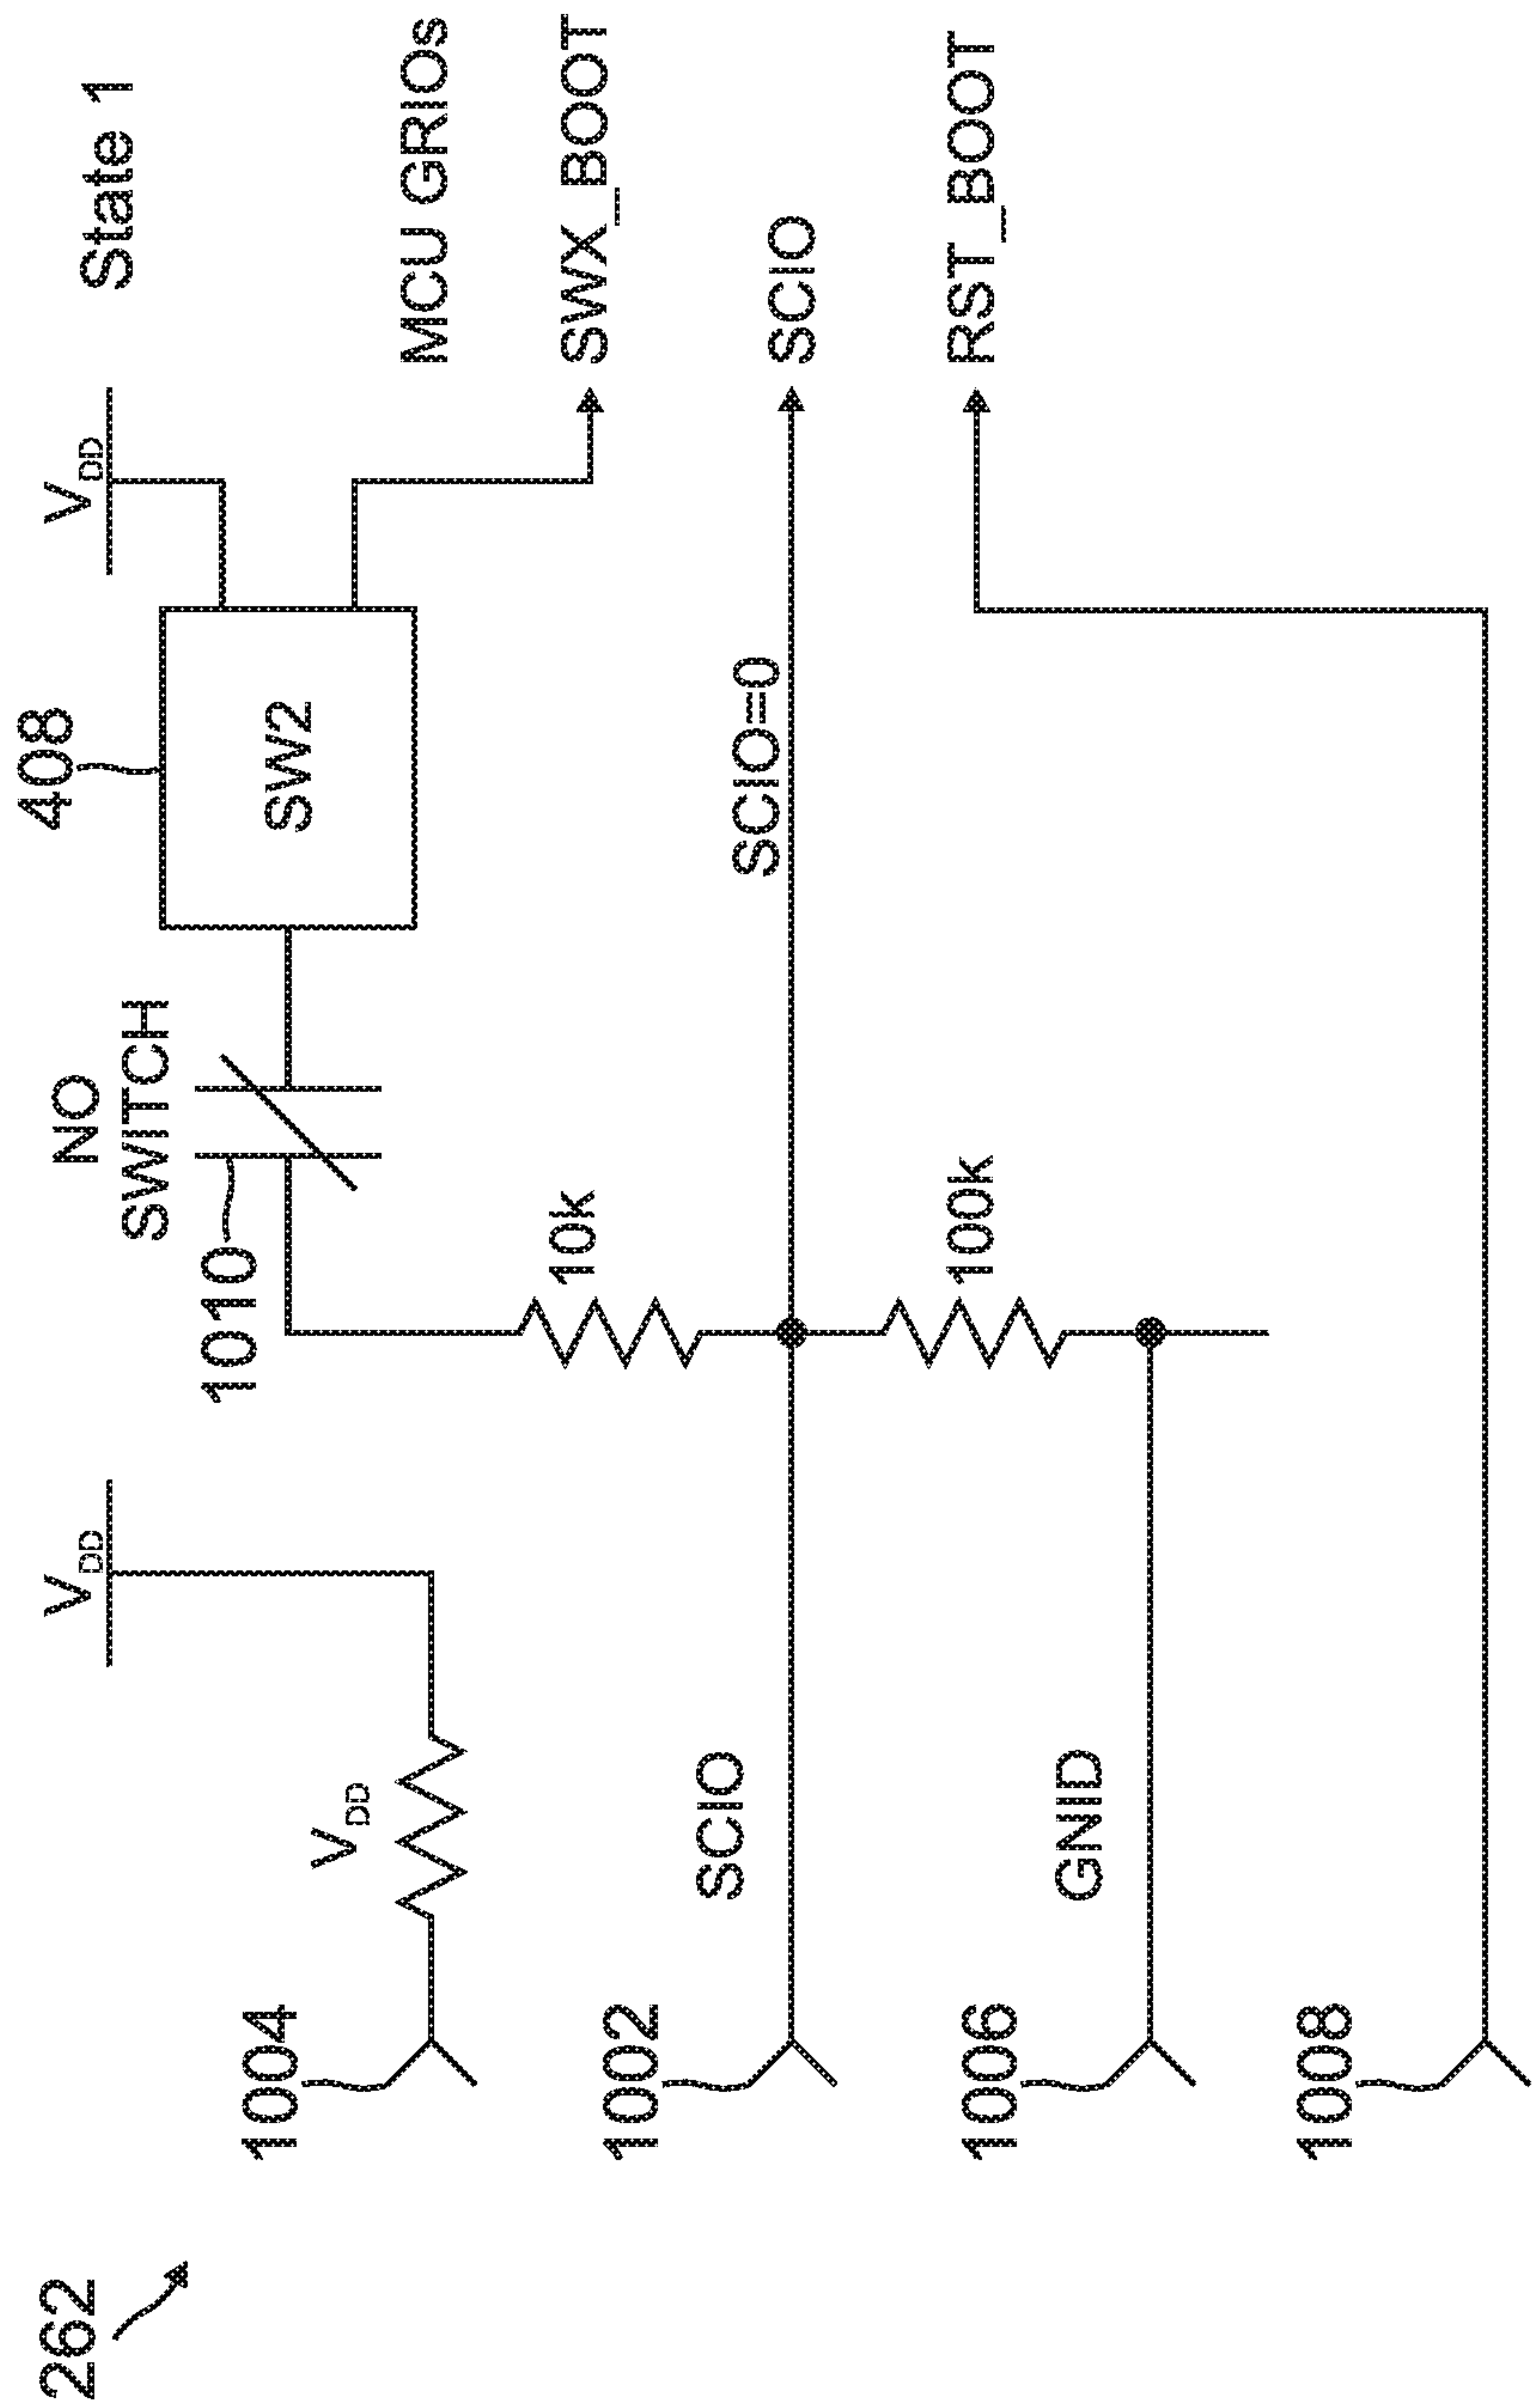 262
State 1
V_DD
V_DD
408
NO
SWITCH
1010
SW2
1004
V_DD
MCU GRIOs
10k
SWX_BOOT
1002
SCIO
SCIO=0
SCIO
1006
GNID
100k
RST_BOOT
1008